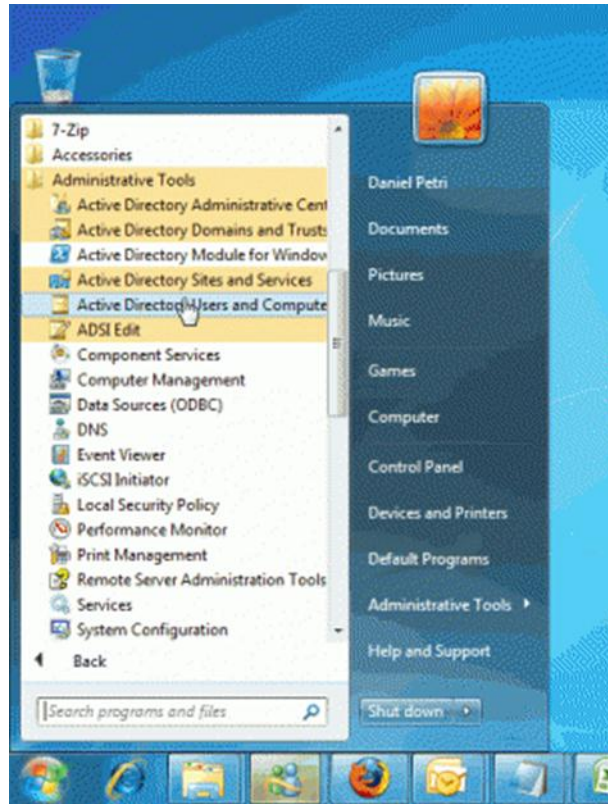 7-Zip
Accessories
Administrative Tools
Active Directory Administrative Cent
Active Directory Domains and Trusts
Active Directory Module for Window
Active Directory Sites and Services
Active Directory Users and Compute
ADSI Edit
Component Services
Computer Management
Data Sources (ODBC)
DNS
Event Viewer
iSCSI Initiator
Local Security Policy
Performance Monitor
Print Management
Remote Server Administration Tools
Services
System Configuration
Back
Search programs and files
Daniel Petri
Documents
Pictures
Music
Games
Computer
Control Panel
Devices and Printers
Default Programs
Administrative Tools
Help and Support
Shut down